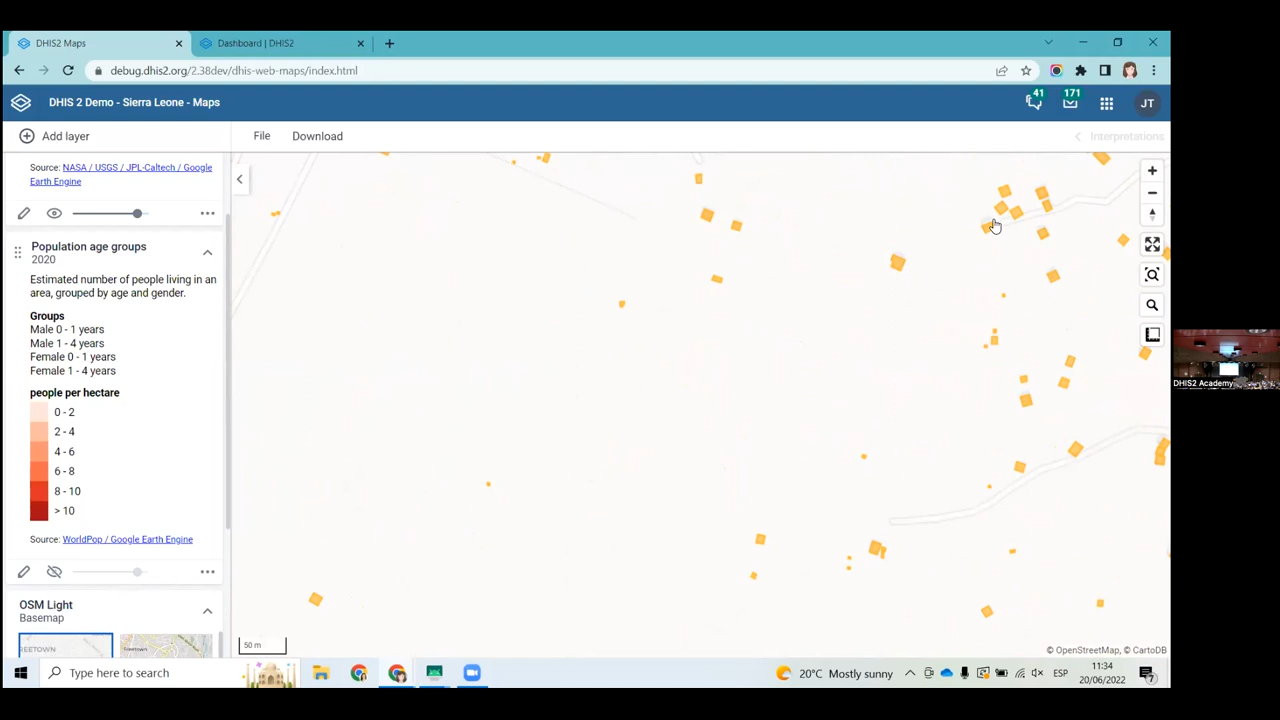 DHIS2 Maps
Dashboard | DHIS2
debug.dhis2.org/2.38dev/dhis-web-maps/index.html
DHIS 2 Demo - Sierra Leone - Maps
41
171
JT
Add layer
File
Download
Interpretations
Source: NASA / USGS / JPL-Caltech / Google
Earth Engine
Population age groups
2020
Estimated number of people living in an
area, grouped by age and gender.
Groups
Male 0 - 1 years
Male 1 - 4 years
Female 0 - 1 years
Female 1 - 4 years
people per hectare
0 - 2
2 - 4
4 - 6
6 - 8
8 - 10
> 10
Source: WorldPop / Google Earth Engine
OSM Light
Basemap
REETOWN
Freetown
50 m
© OpenStreetMap, © CartoDB
DHIS2 Academy
Type here to search
20°C Mostly sunny
ESP
11:34
20/06/2022
7